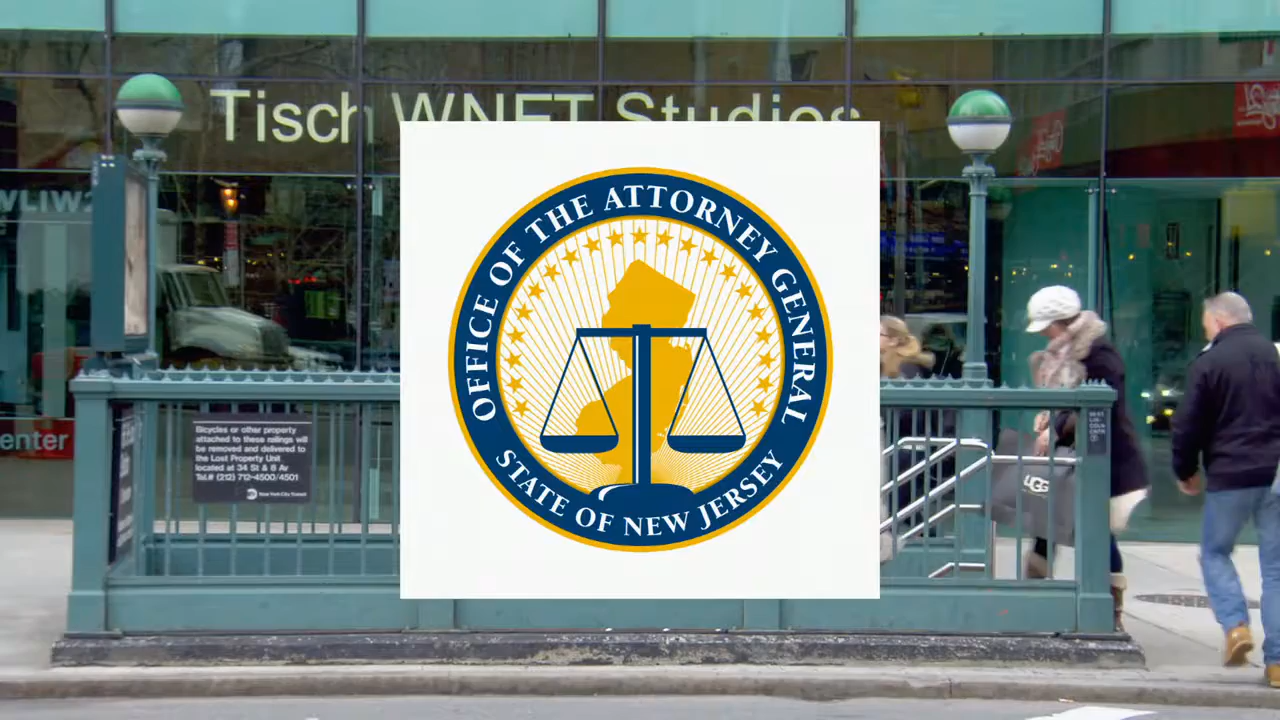 Tisch WNET Studios
WLIW
enter
Bicycles or other property
attached to these railings will
be removed and delivered to
the Lost Property Unit
located at 34 St & 8 Av
Tel.# (212) 712-4500/4501
New York City Transit
OFFICE OF THE ATTORNEY GENERAL
STATE OF NEW JERSEY
UGG